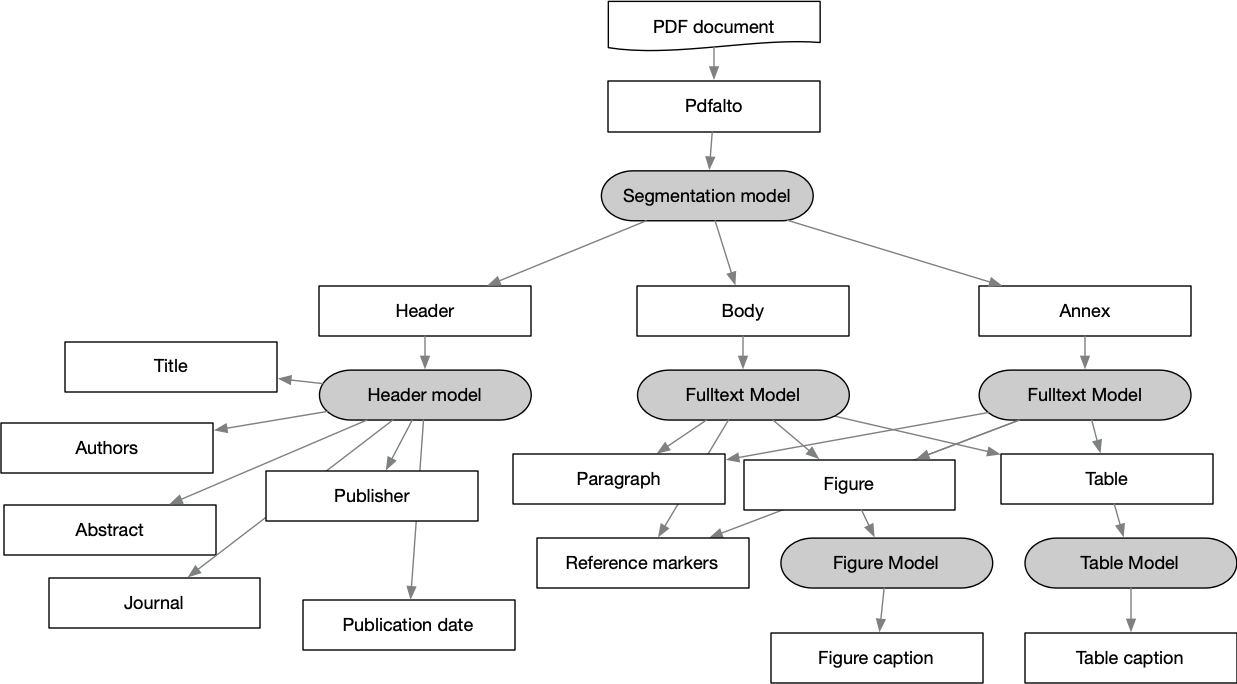 PDF document
Pdfalto
Segmentation model
Header
Body
Annex
Title
Header model
Fulltext Model
Fulltext Model
Authors
Paragraph
Figure
Table
Publisher
Abstract
Reference markers
Figure Model
Table Model
Journal
Publication date
Figure caption
Table caption